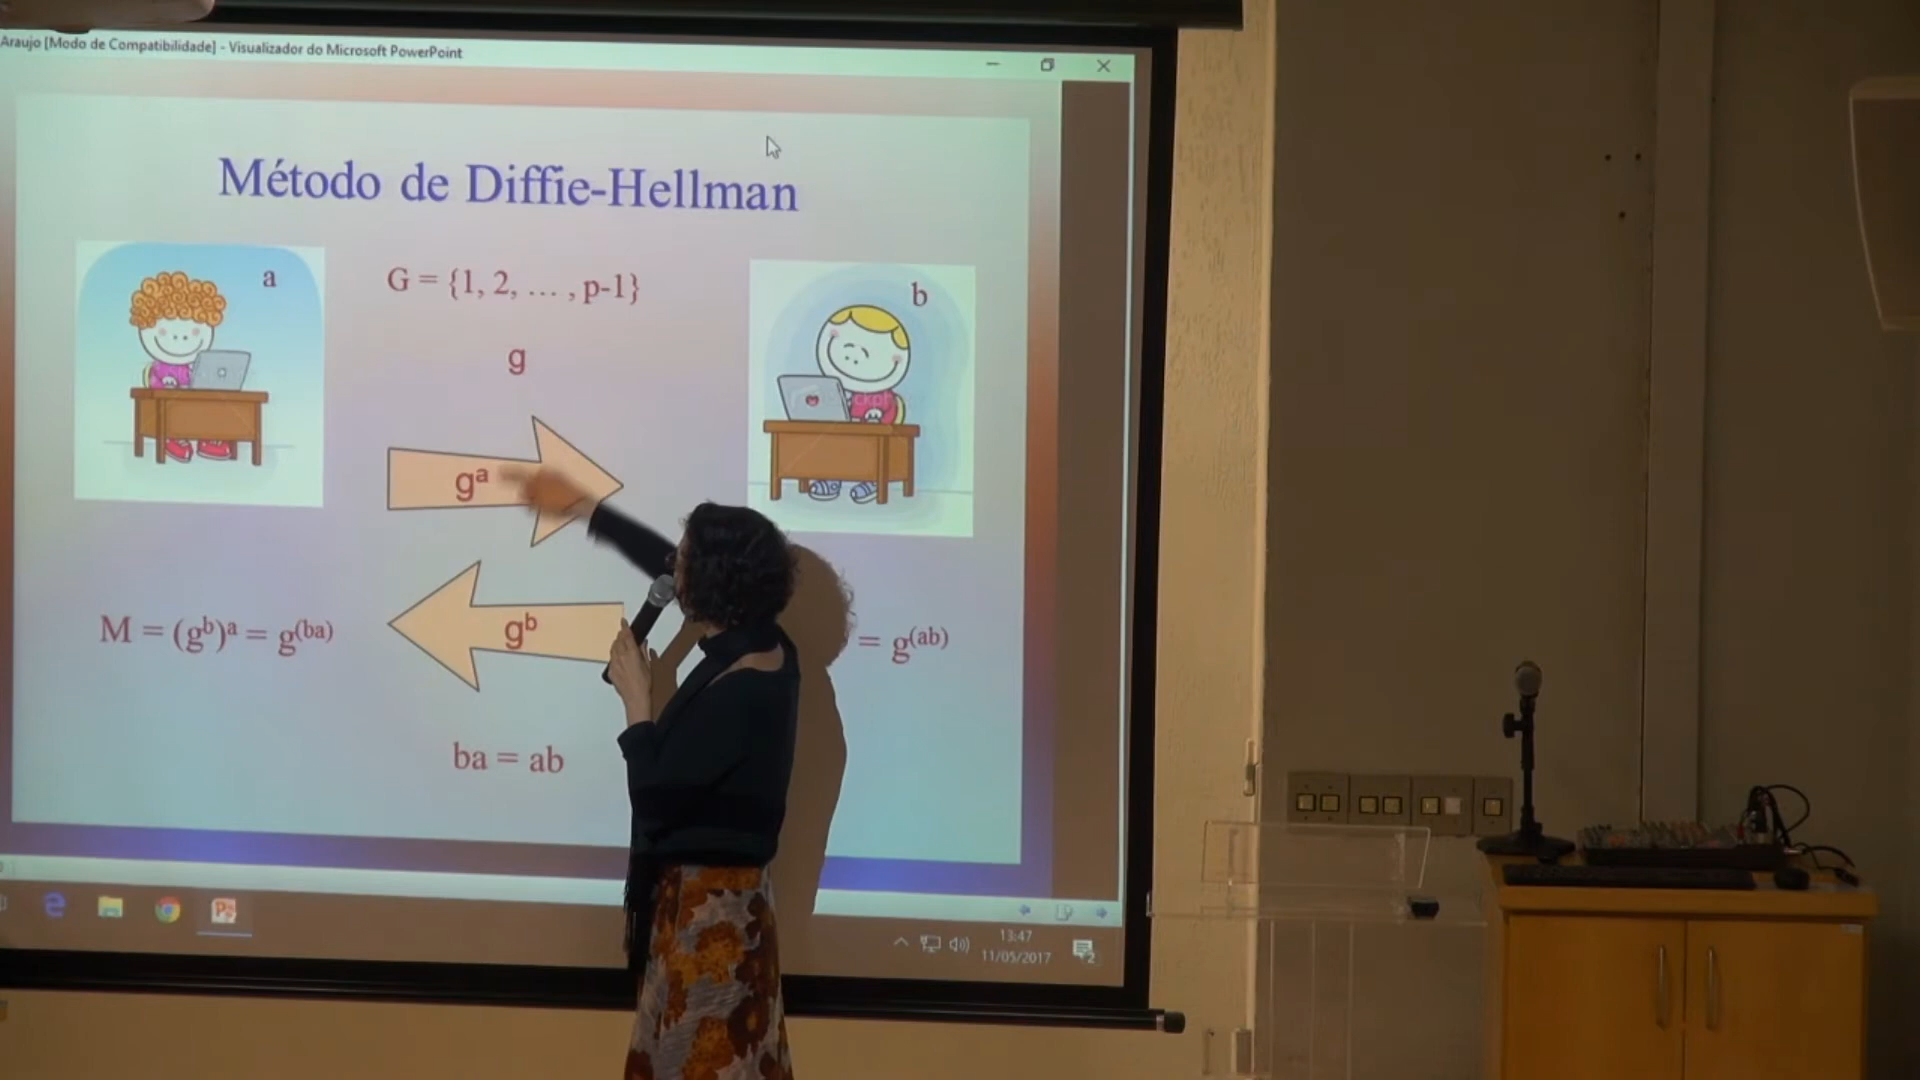 Araujo [Modo de Compatibilidade] - Visualizador do Microsoft PowerPoint
Método de Diffie-Hellman
a
G = {1, 2, … , p-1}
b
g
gᵃ
gᵇ
M = (gᵇ)ᵃ = g⁽ᵇᵃ⁾
= g⁽ᵃᵇ⁾
ba = ab
13:47
11/05/2017
2